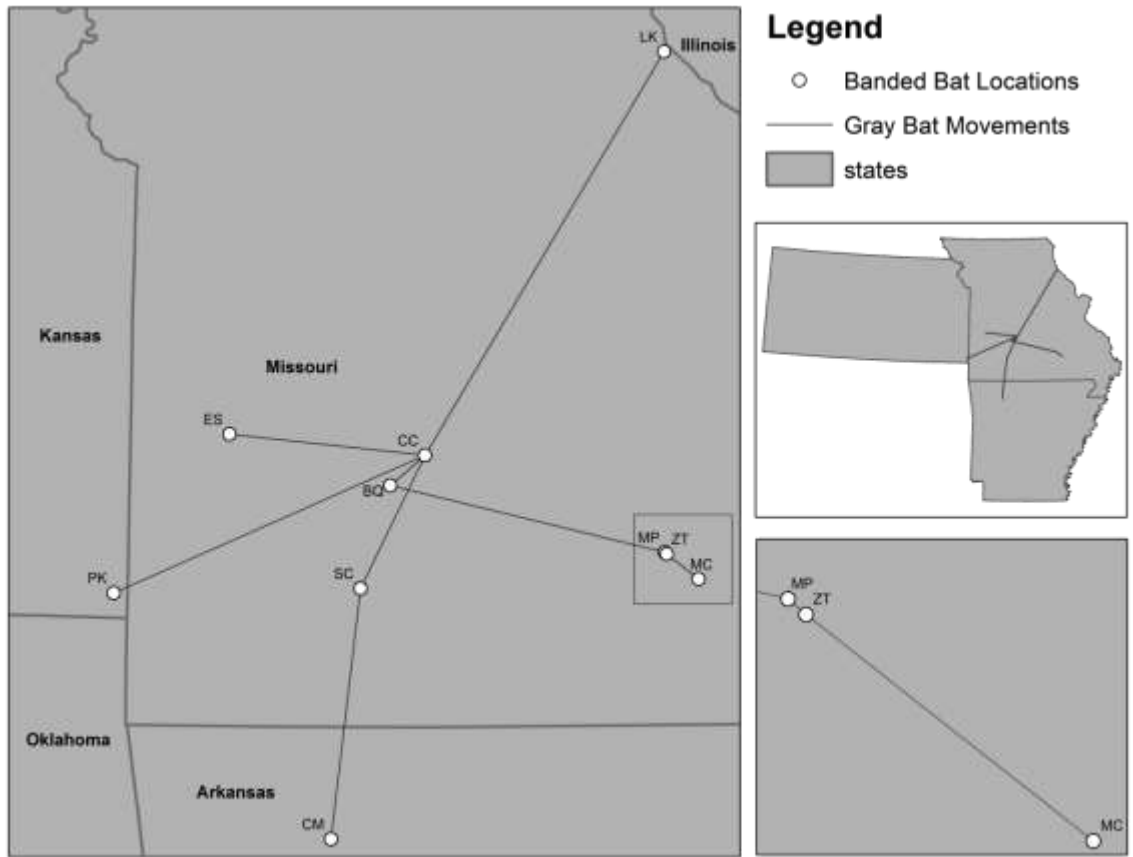 LK
Illinois
Kansas
Missouri
ES
CC
BQ
MP ZT
MC
PK
SC
Oklahoma
Arkansas
CM
Legend
Banded Bat Locations
Gray Bat Movements
states
MP
ZT
MC